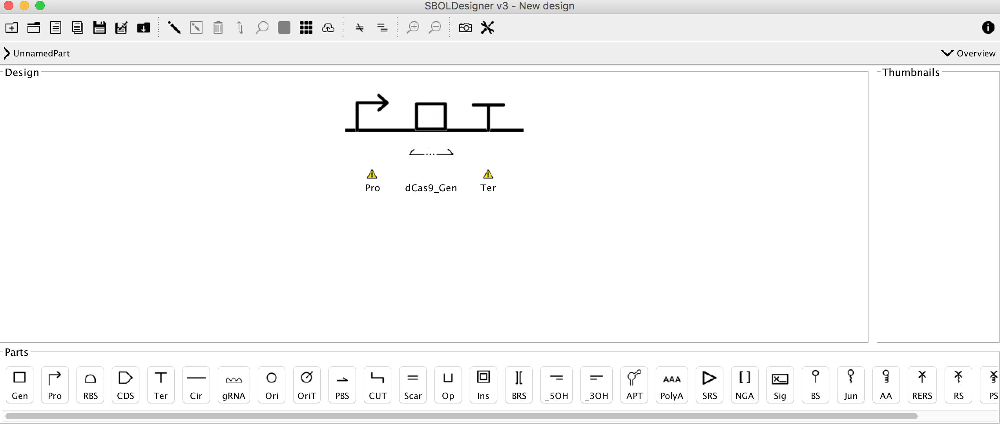 SBOLDesigner v3 - New design
UnnamedPart
Overview
Design
Thumbnails
Pro
dCas9_Gen
Ter
Parts
Gen
Pro
RBS
CDS
Ter
Cir
gRNA
Ori
OriT
PBS
CUT
Scar
Op
Ins
BRS
_5OH
_3OH
APT
AAA
PolyA
SRS
NGA
Sig
BS
Jun
AA
RERS
RS
PS